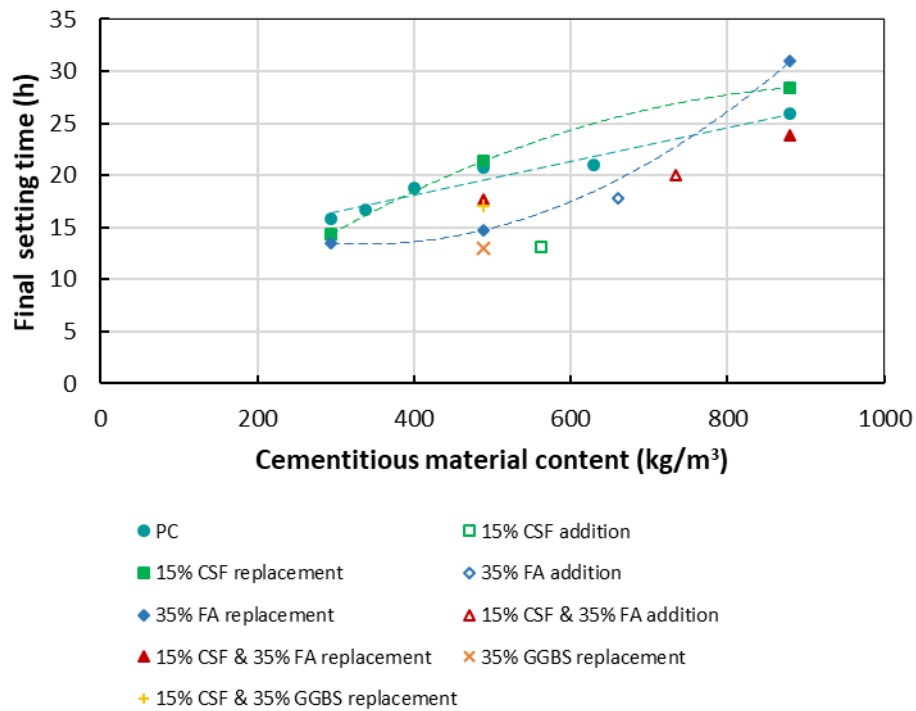 35
30
25
20
15
10
5
0
Final setting time (h)
0 200 400 600 800 1000
Cementitious material content (kg/m³)
PC
15% CSF addition
15% CSF replacement
35% FA addition
35% FA replacement
15% CSF & 35% FA addition
15% CSF & 35% FA replacement
35% GGBS replacement
15% CSF & 35% GGBS replacement